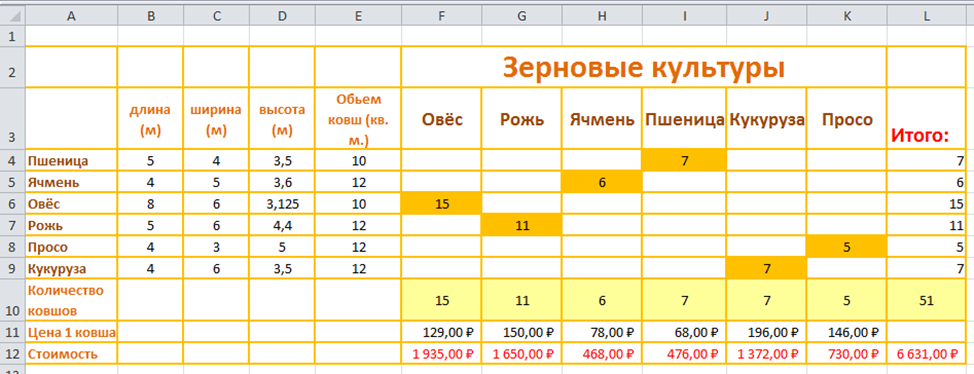 A B C D E F G H I J K L
1
2 Зерновые культуры
3 длина (м) ширина (м) высота (м) Обьем ковш (кв. м.) Овёс Рожь Ячмень Пшеница Кукуруза Просо Итого:
4 Пшеница 5 4 3,5 10 7 7
5 Ячмень 4 5 3,6 12 6 6
6 Овёс 8 6 3,125 10 15 15
7 Рожь 5 6 4,4 12 11 11
8 Просо 4 3 5 12 5 5
9 Кукуруза 4 6 3,5 12 7 7
10 Количество ковшов 15 11 6 7 7 5 51
11 Цена 1 ковша 129,00 ₽ 150,00 ₽ 78,00 ₽ 68,00 ₽ 196,00 ₽ 146,00 ₽
12 Стоимость 1 935,00 ₽ 1 650,00 ₽ 468,00 ₽ 476,00 ₽ 1 372,00 ₽ 730,00 ₽ 6 631,00 ₽